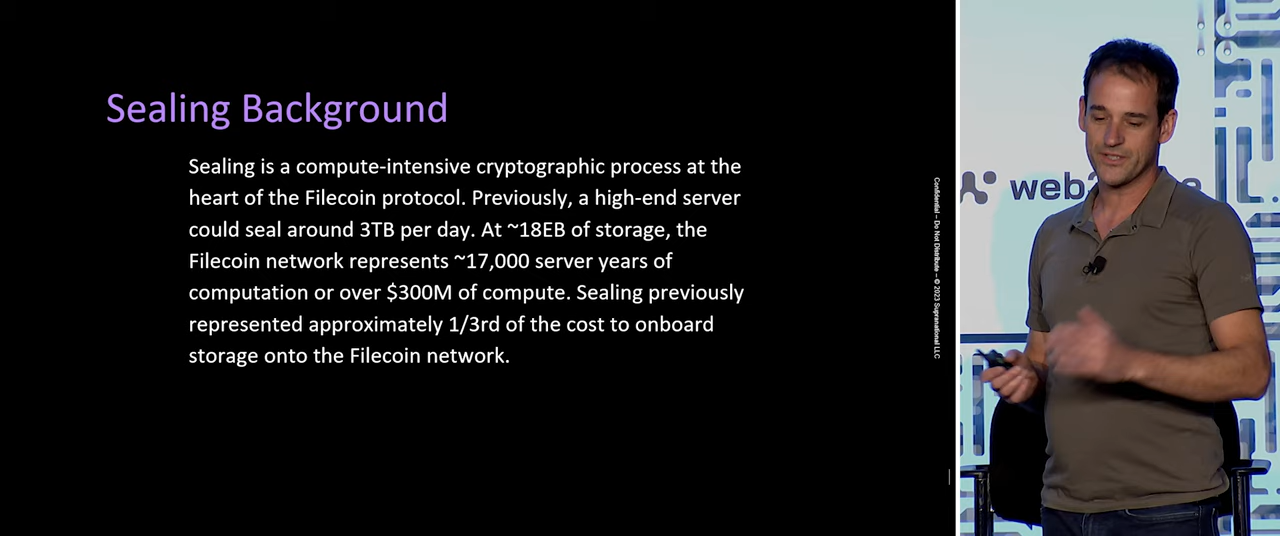 Sealing Background
Sealing is a compute-intensive cryptographic process at the
heart of the Filecoin protocol. Previously, a high-end server
could seal around 3TB per day. At ~18EB of storage, the
Filecoin network represents ~17,000 server years of
computation or over $300M of compute. Sealing previously
represented approximately 1/3rd of the cost to onboard
storage onto the Filecoin network.
Confidential – Do Not Distribute – © 2023 Supranational LLC